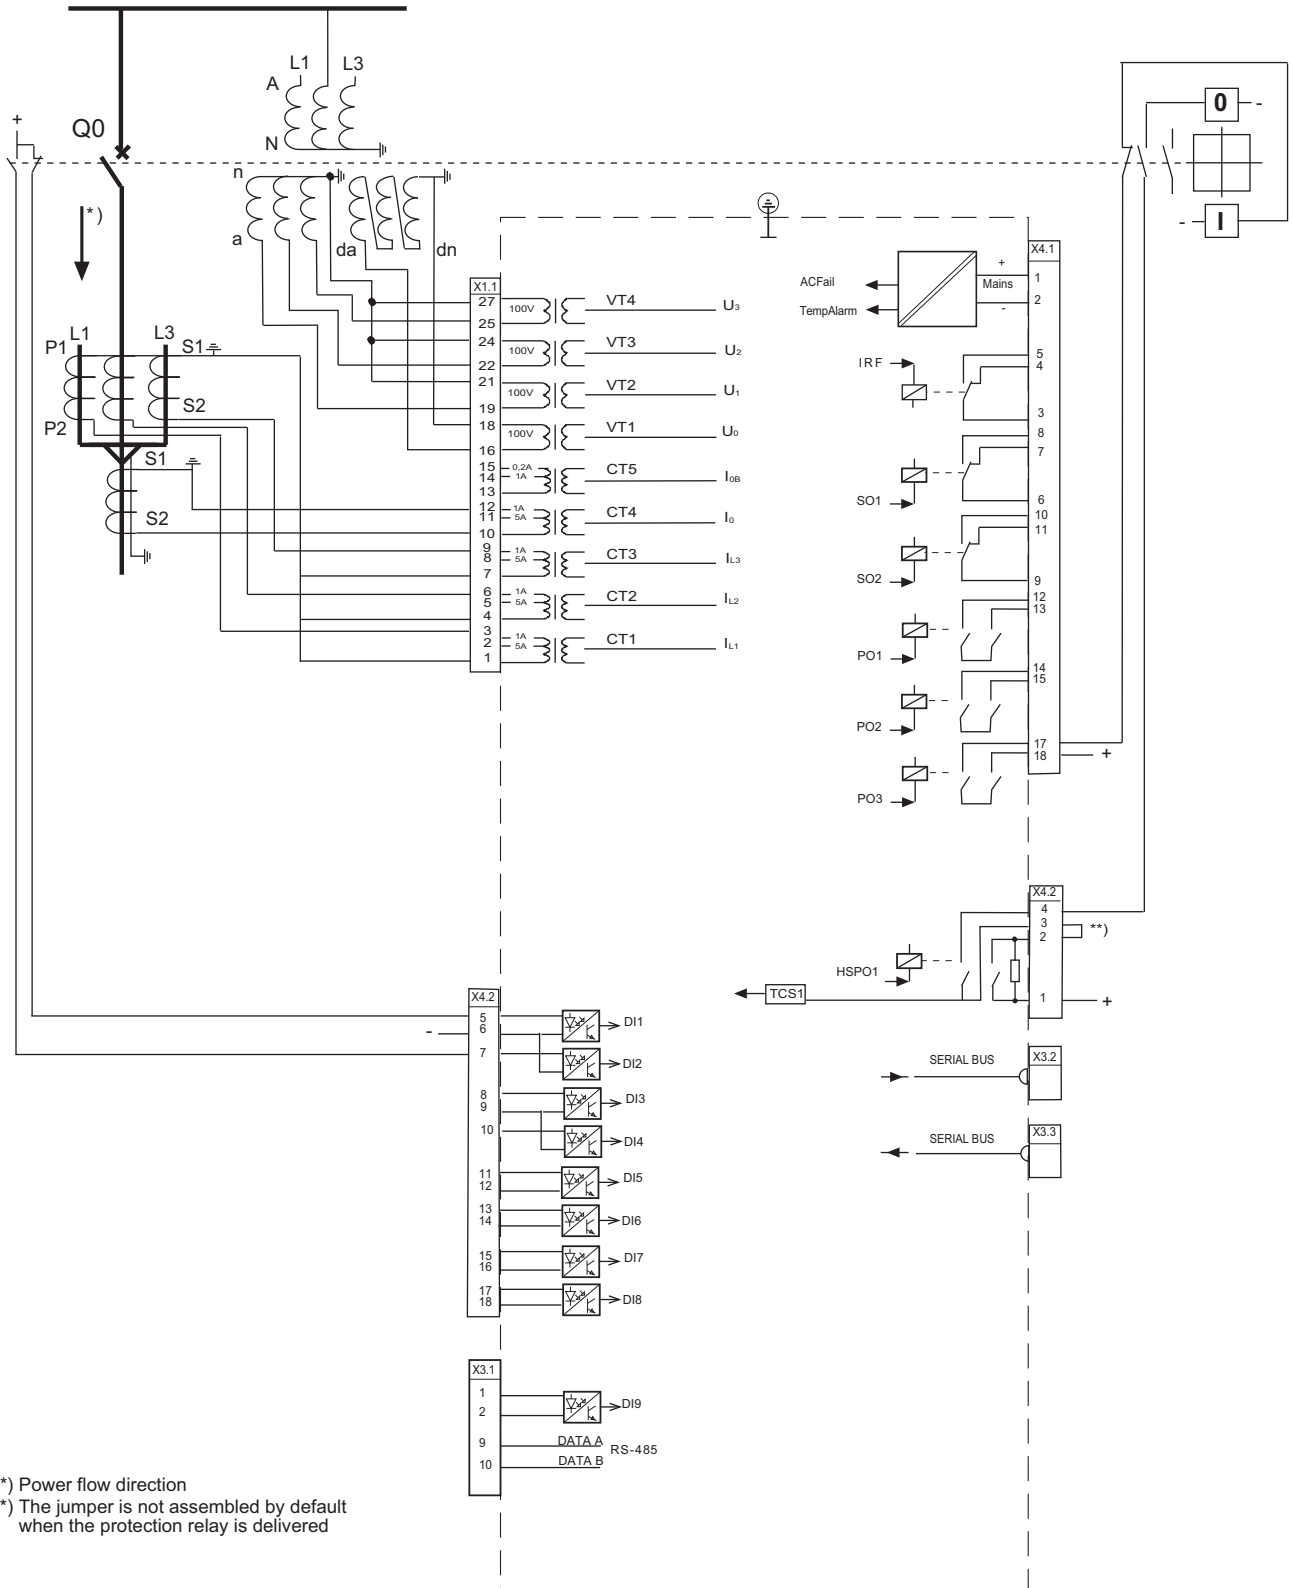 L1 L3
A
N
+
Q0
*)
n
a
da
dn
0 -
- I
X4.1
+
1
Mains
2
-
ACFail
TempAlarm
X1.1
27
100V
VT4
U3
25
24
100V
VT3
U2
22
21
100V
VT2
U1
19
18
100V
VT1
U0
16
15
0,2A
14
1A
CT5
I0B
13
12
1A
11
5A
CT4
I0
10
9
1A
8
5A
CT3
IL3
7
6
1A
5
5A
CT2
IL2
4
3
1A
2
5A
CT1
IL1
1
L1 L3
P1
S1
S2
P2
S1
S2
IRF
5
4
3
8
7
SO1
6
10
11
SO2
9
12
13
PO1
14
15
PO2
17
18
+
PO3
X4.2
4
3
**)
2
HSPO1
TCS1
1
+
X4.2
5
DI1
- 6
7
DI2
8
DI3
9
10
DI4
11
DI5
12
13
DI6
14
15
DI7
16
17
DI8
18
X3.2
SERIAL BUS
X3.3
SERIAL BUS
X3.1
1
DI9
2
9
DATA A
RS-485
10
DATA B
*) Power flow direction
*) The jumper is not assembled by default
when the protection relay is delivered